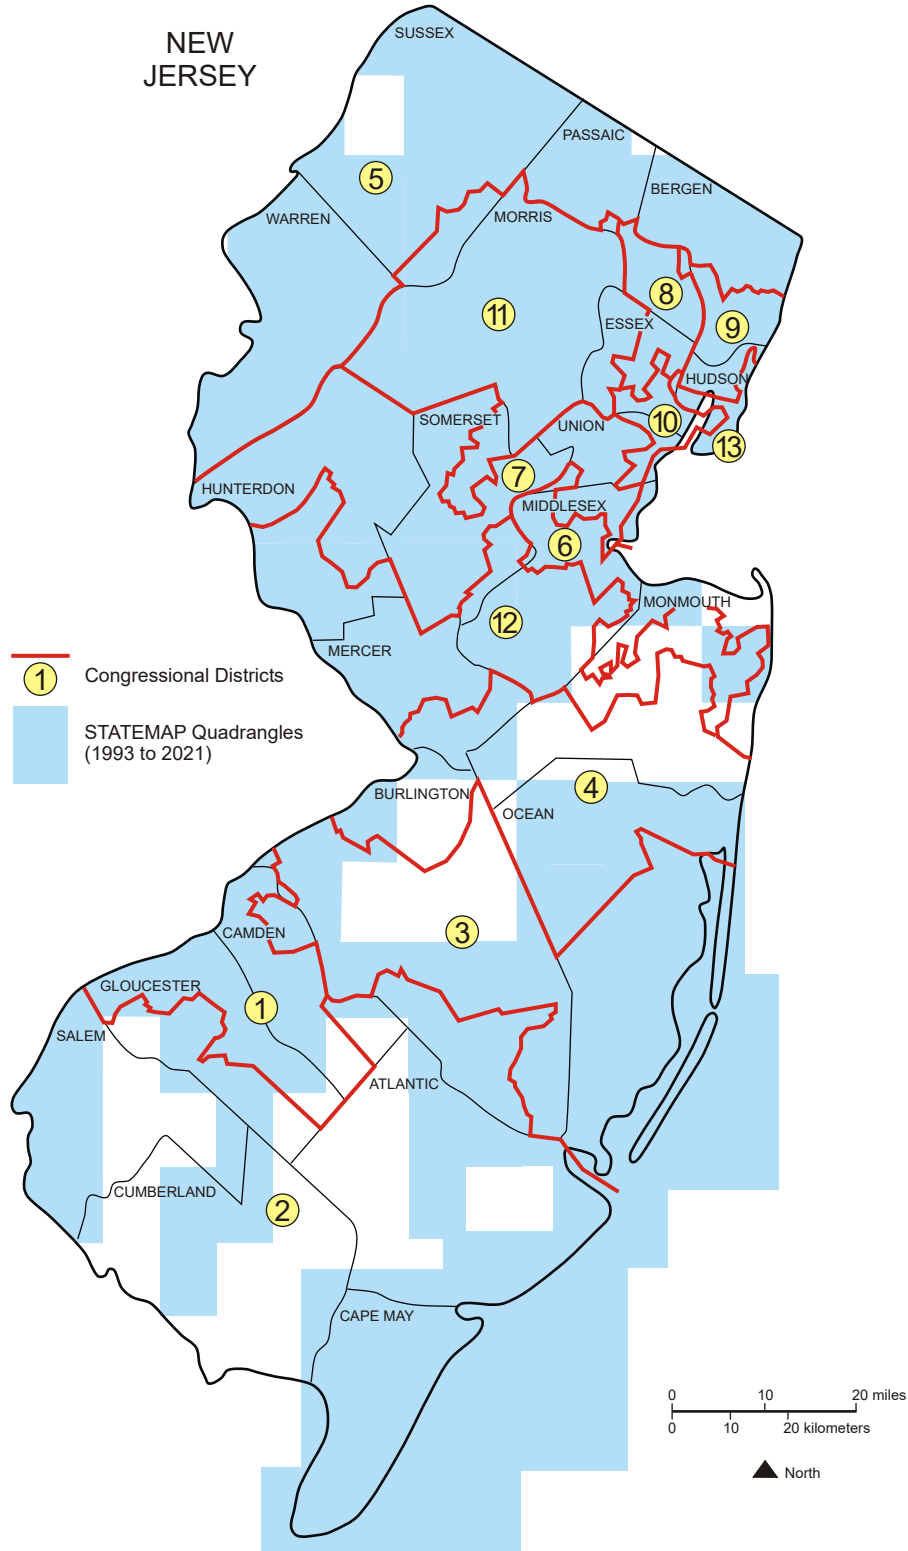 NEW
JERSEY
SUSSEX
PASSAIC
5
BERGEN
WARREN
MORRIS
8
11
ESSEX
9
HUDSON
SOMERSET
10
UNION
13
7
HUNTERDON
MIDDLESEX
6
MONMOUTH
12
MERCER
1
Congressional Districts
STATEMAP Quadrangles
(1993 to 2021)
4
BURLINGTON
OCEAN
3
CAMDEN
GLOUCESTER
1
SALEM
ATLANTIC
CUMBERLAND
2
CAPE MAY
0 10 20 miles
0 10 20 kilometers
North